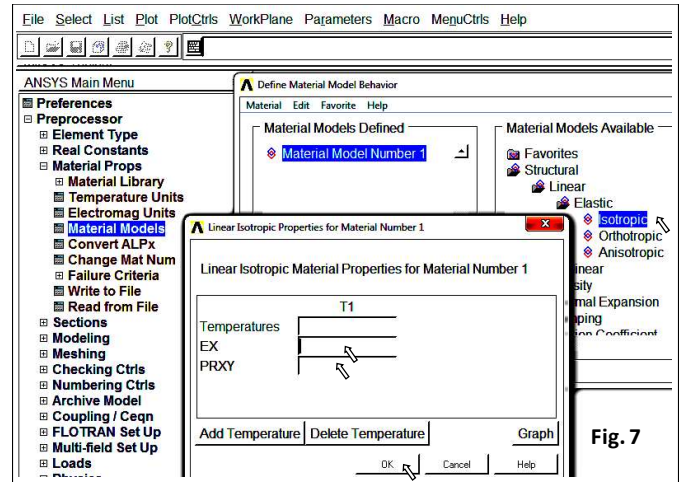 File Select List Plot PlotCtrls WorkPlane Parameters Macro MenuCtrls Help
ANSYS Main Menu
Preferences
Preprocessor
Element Type
Real Constants
Material Props
Material Library
Temperature Units
Electromag Units
Material Models
Convert ALPx
Change Mat Num
Failure Criteria
Write to File
Read from File
Sections
Modeling
Meshing
Checking Ctrls
Numbering Ctrls
Archive Model
Coupling / Ceqn
FLOTRAN Set Up
Multi-field Set Up
Loads
Define Material Model Behavior
Material Edit Favorite Help
Material Models Defined
Material Model Number 1
Material Models Available
Favorites
Structural
Linear
Elastic
Isotropic
Orthotropic
Anisotropic
inear
sity
mal Expansion
ping
Linear Isotropic Properties for Material Number 1
Linear Isotropic Material Properties for Material Number 1
T1
Temperatures
EX
PRXY
Add Temperature Delete Temperature Graph
OK Cancel Help
Fig. 7